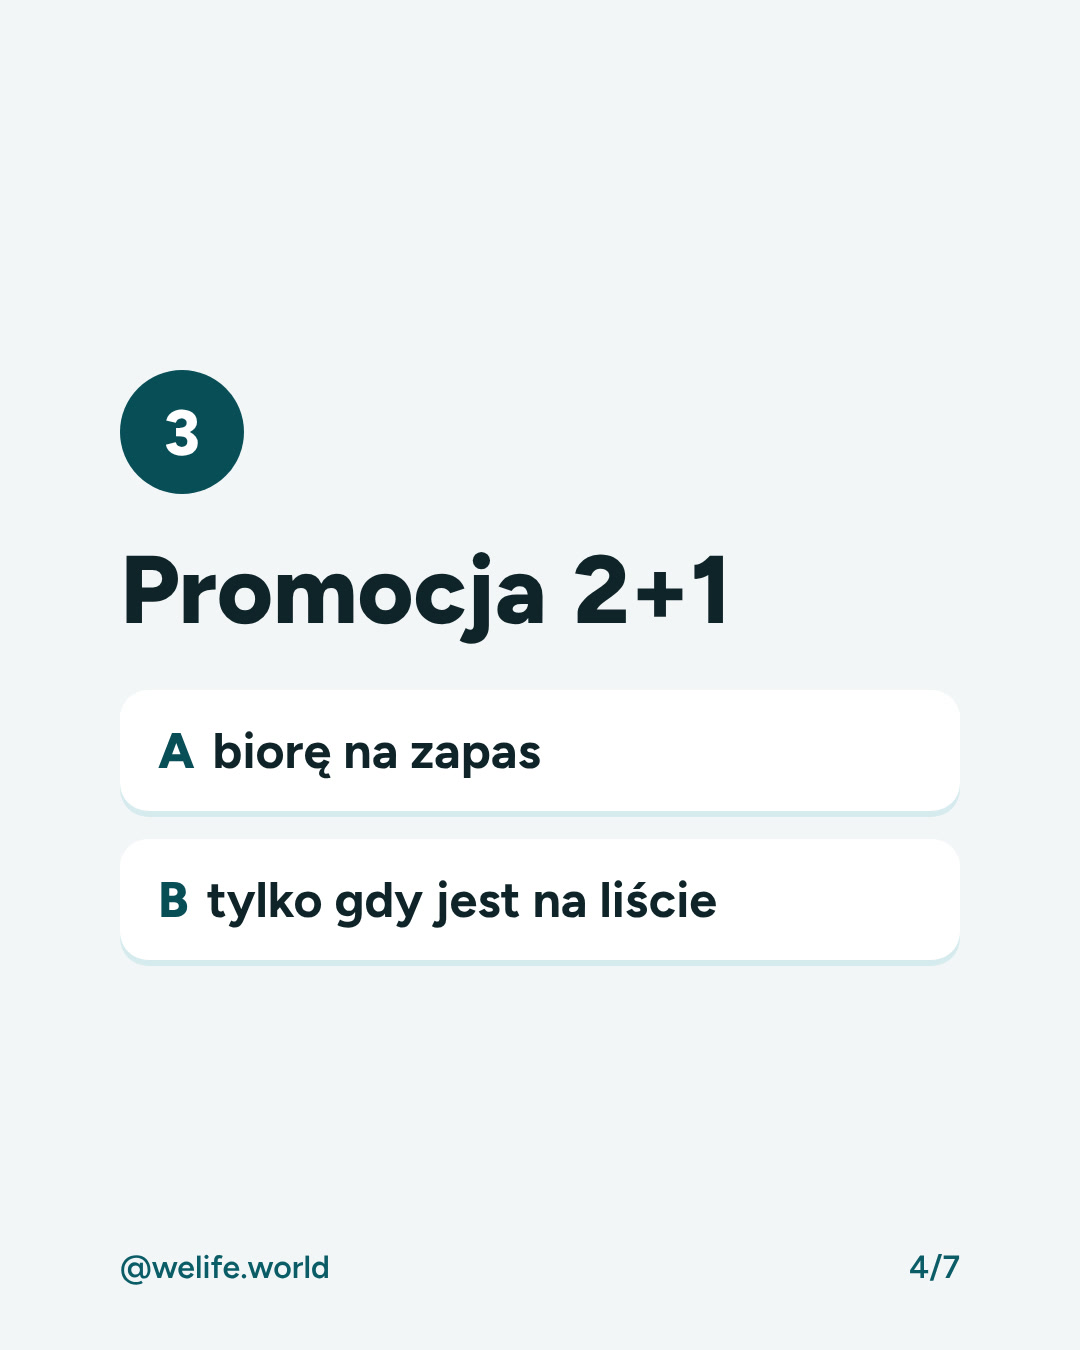 3
Promocja 2+1
A biorę na zapas
B tylko gdy jest na liście
@welife.world
4/7